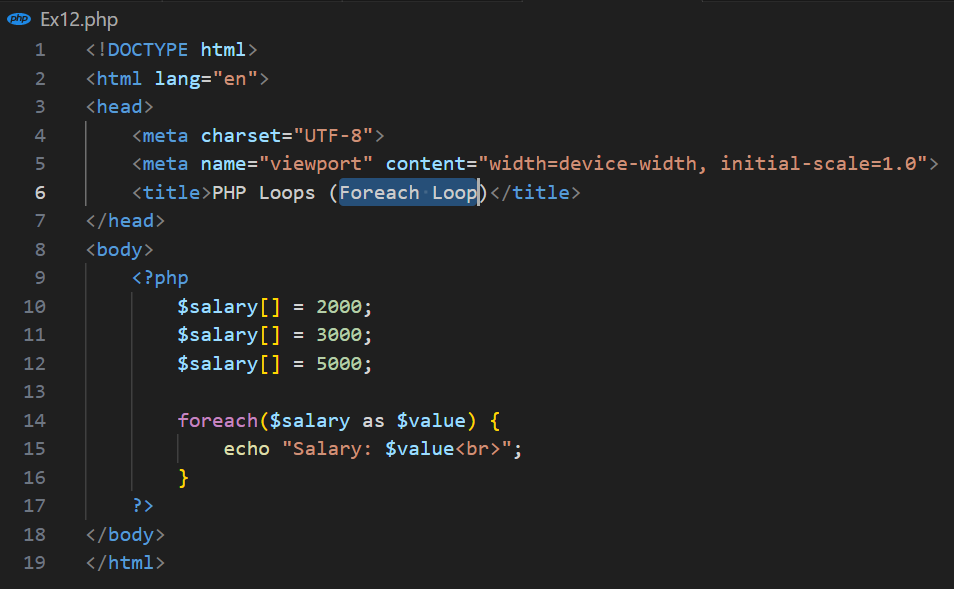 php Ex12.php
1 <!DOCTYPE html>
2 <html lang="en">
3 <head>
4     <meta charset="UTF-8">
5     <meta name="viewport" content="width=device-width, initial-scale=1.0">
6     <title>PHP Loops (Foreach Loop)</title>
7 </head>
8 <body>
9     <?php
10         $salary[] = 2000;
11         $salary[] = 3000;
12         $salary[] = 5000;
13
14         foreach($salary as $value) {
15             echo "Salary: $value<br>";
16         }
17     ?>
18 </body>
19 </html>